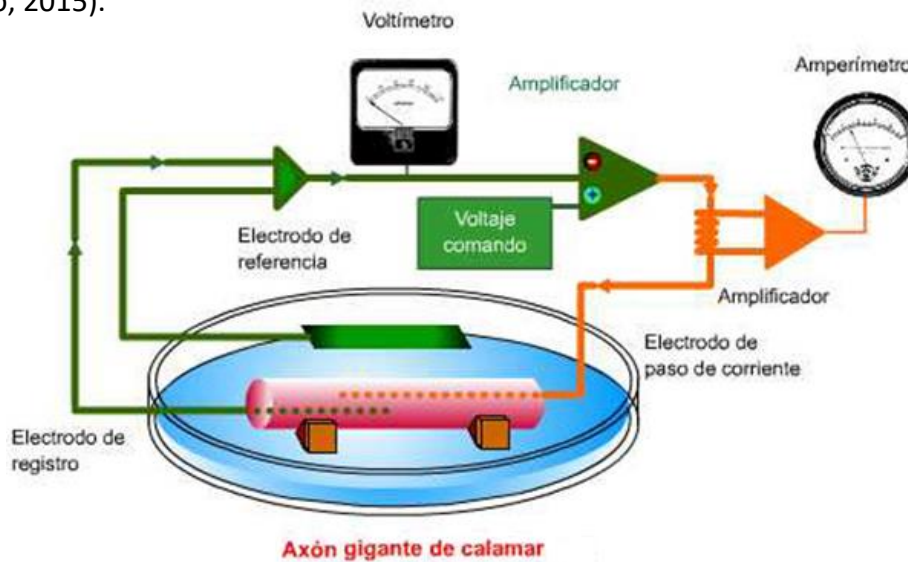 o, 2015).
Voltímetro
Amplificador
Amperímetro
Electrodo de
referencia
Voltaje
comando
Amplificador
Electrodo de
paso de corriente
Electrodo de
registro
Axón gigante de calamar